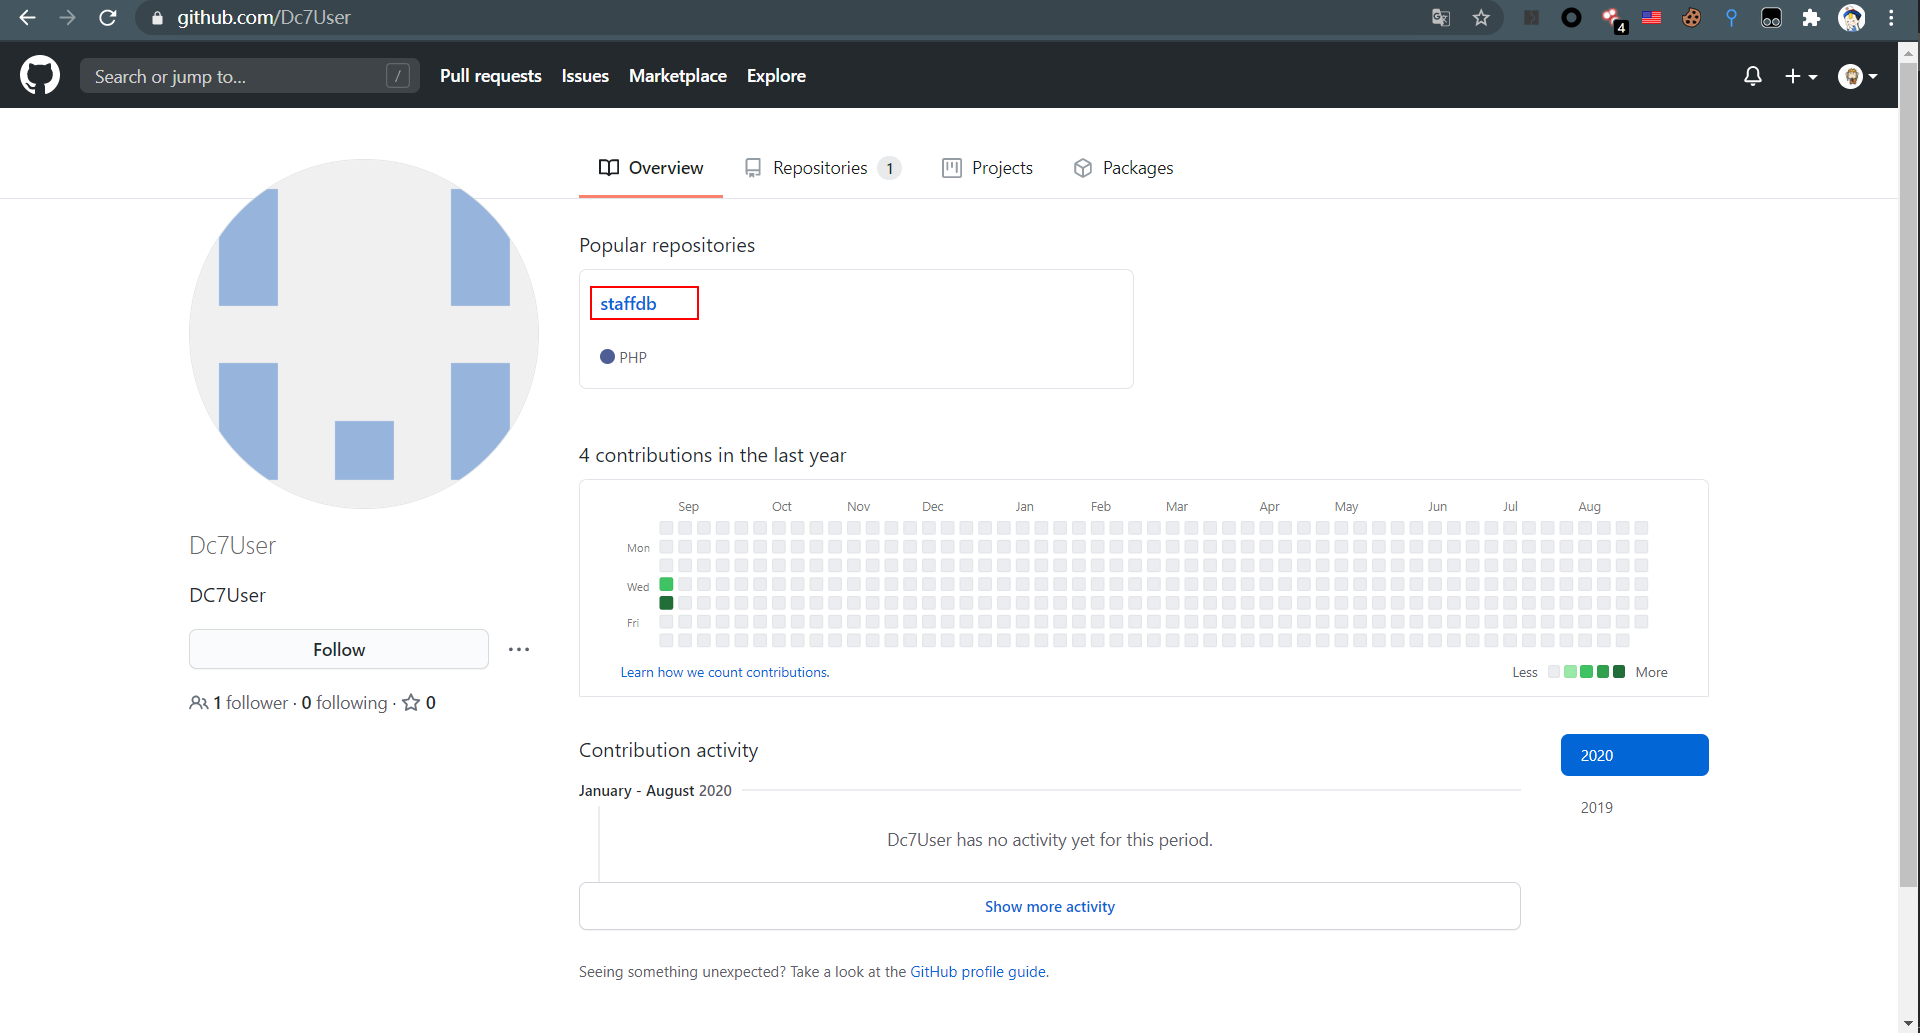 github.com/Dc7User
4
Search or jump to...
/
Pull requests
Issues
Marketplace
Explore
Overview
Repositories 1
Projects
Packages
Popular repositories
staffdb
PHP
4 contributions in the last year
Sep Oct Nov Dec Jan Feb Mar Apr May Jun Jul Aug
Mon
Wed
Fri
Learn how we count contributions.
Less
More
Dc7User
DC7User
Follow
1 follower · 0 following · 0
Contribution activity
2020
2019
January - August 2020
Dc7User has no activity yet for this period.
Show more activity
Seeing something unexpected? Take a look at the GitHub profile guide.